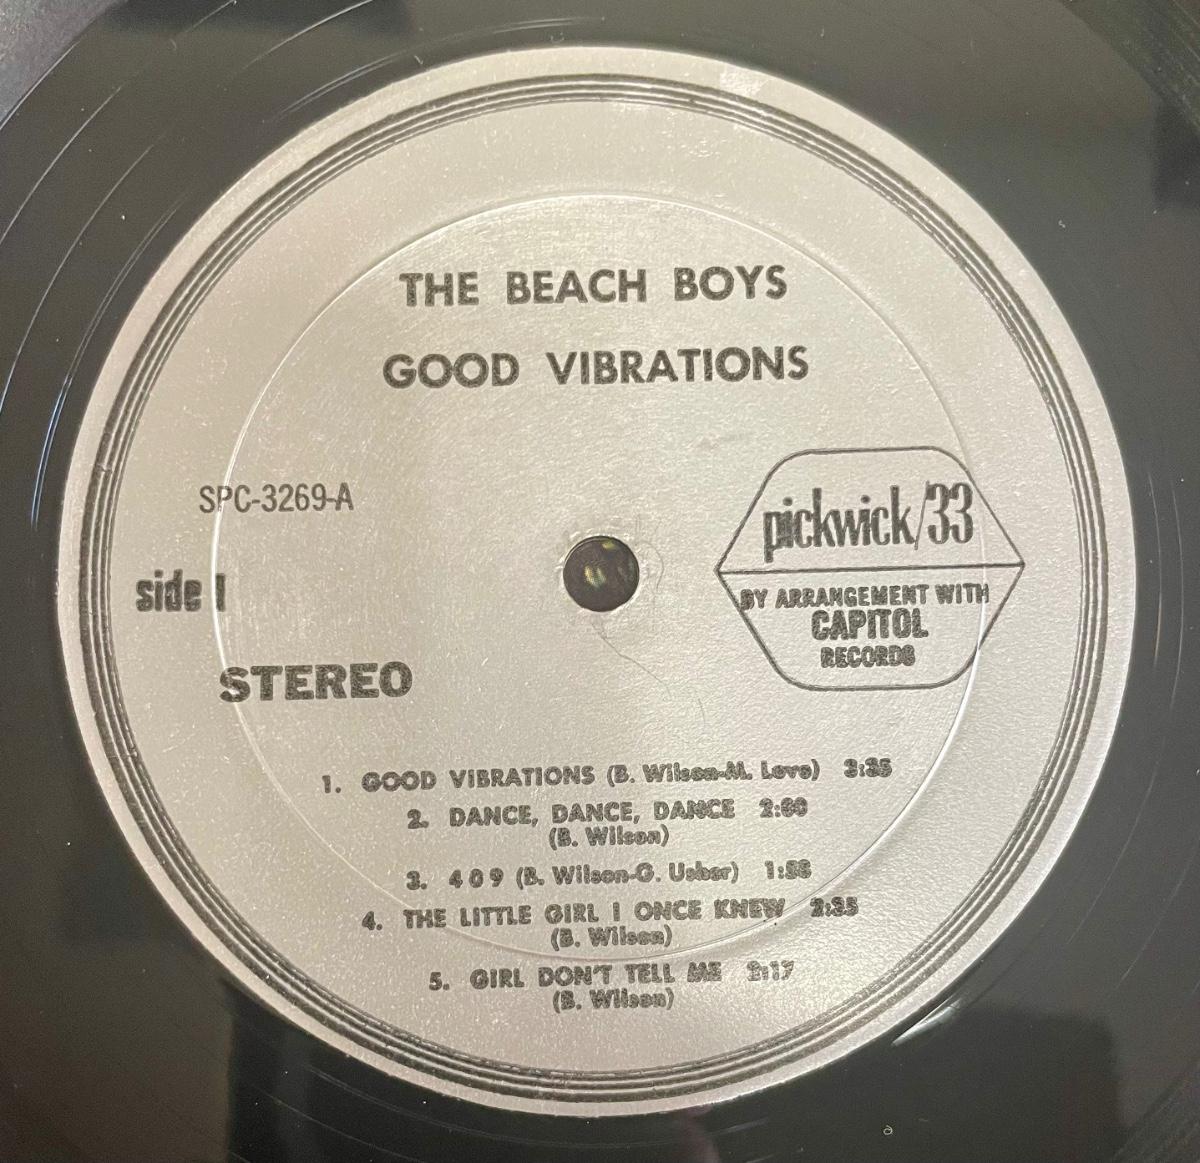 THE BEACH BOYS
GOOD VIBRATIONS
SPC-3269-A
side 1
STEREO
pickwick/33
BY ARRANGEMENT WITH
CAPITOL
RECORDS
1. GOOD VIBRATIONS (B. Wilson-M. Love) 3:35
2. DANCE, DANCE, DANCE 2:00
(B. Wilson)
3. 4 0 9 (B. Wilson-G. Usher)
4. THE LITTLE GIRL I ONCE KNEW 2:35
(B. Wilson)
5. GIRL DON'T TELL ME 2:17
(B. Wilson)